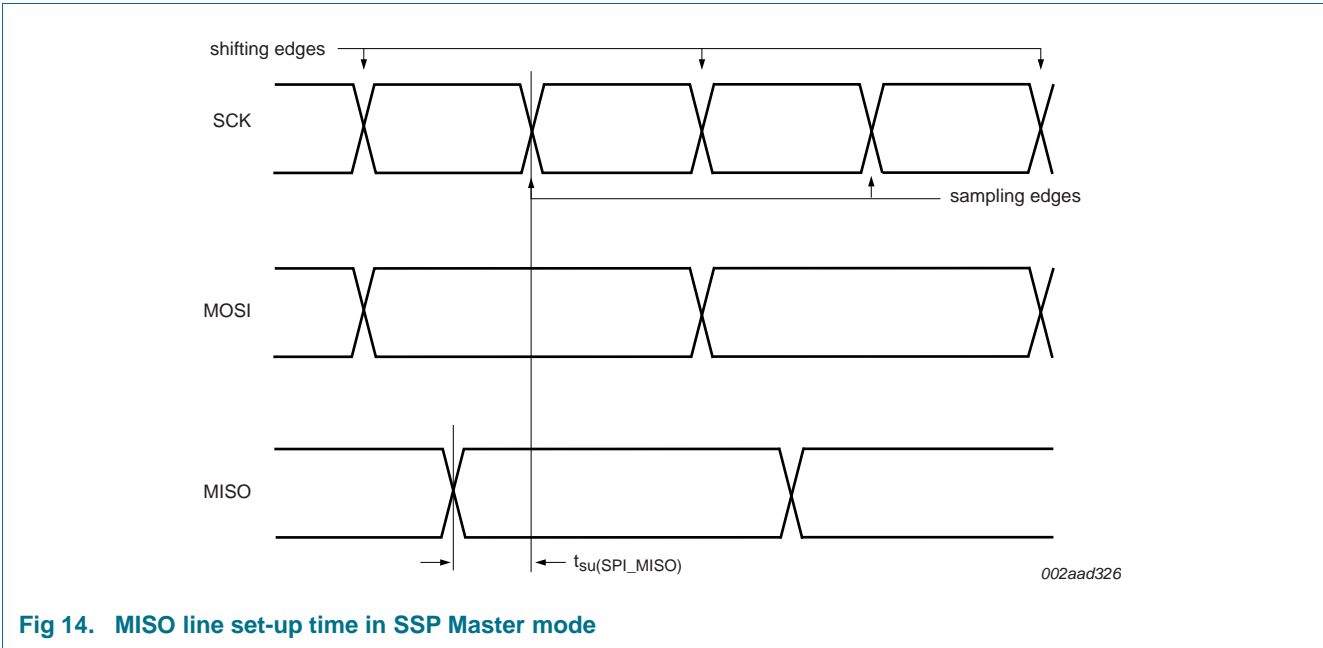 shifting edges
SCK
sampling edges
MOSI
MISO
tsu(SPI_MISO)
002aad326
Fig 14. MISO line set-up time in SSP Master mode